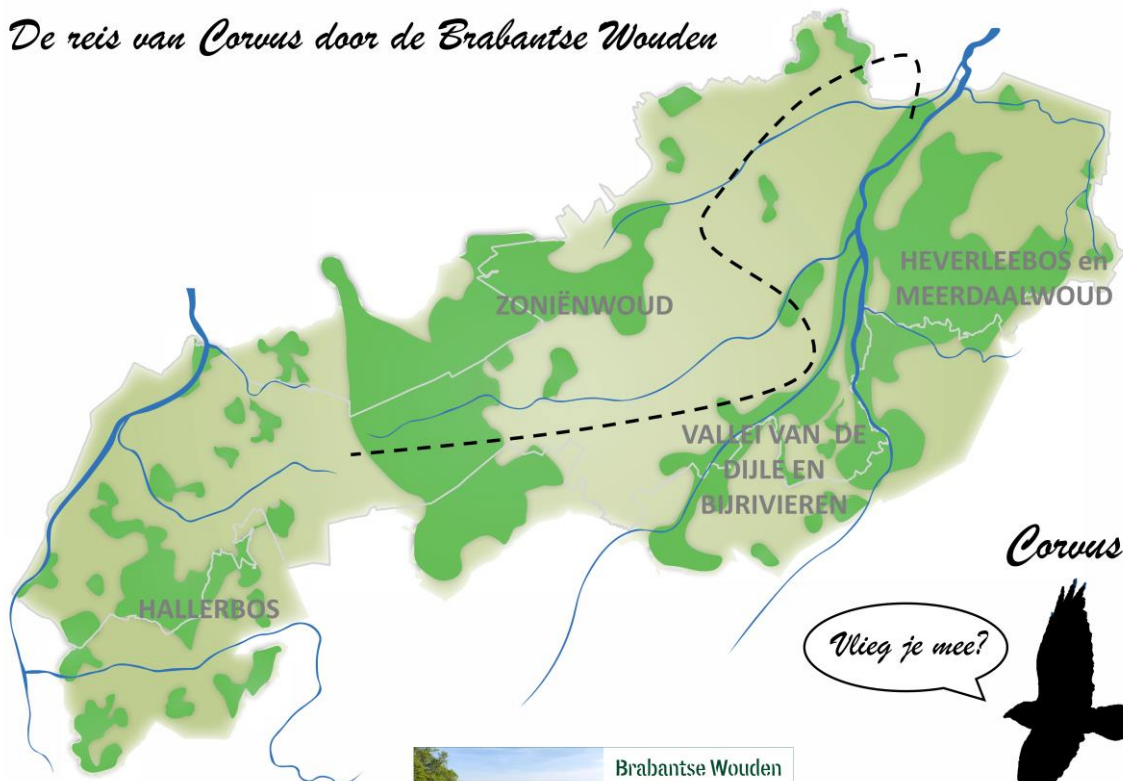 De reis van Corvus door de Brabantse Wouden
ZONIËNWOUD
HEVERLEEBOS en
MEERDAALWOUD
VALLEI VAN DE
DIJLE EN
BIJRIVIEREN
HALLERBOS
Corvus
Vlieg je mee?
Brabantse Wouden